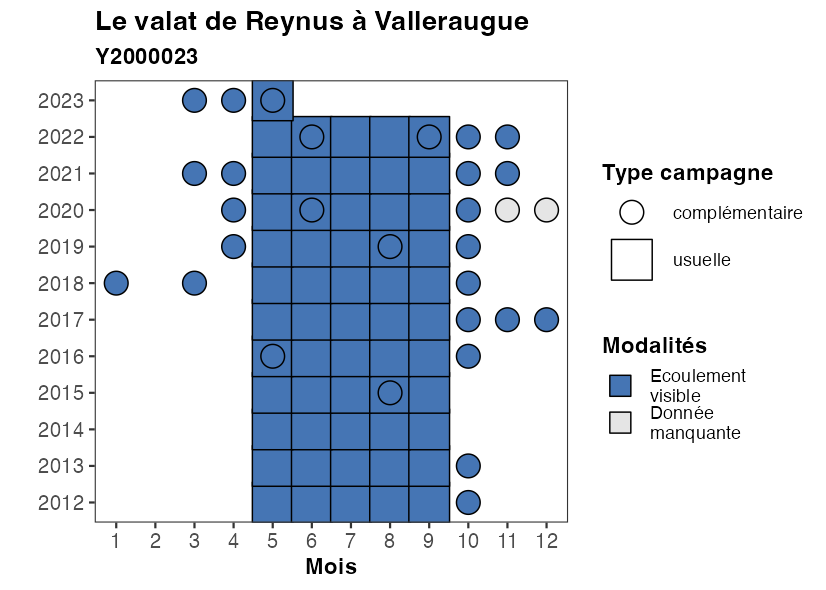 Le valat de Reynus à Valleraugue
Y2000023
2023
2022
2021
2020
2019
2018
2017
2016
2015
2014
2013
2012
1 2 3 4 5 6 7 8 9 10 11 12
Mois
Type campagne
complémentaire
usuelle
Modalités
Ecoulement
visible
Donnée
manquante